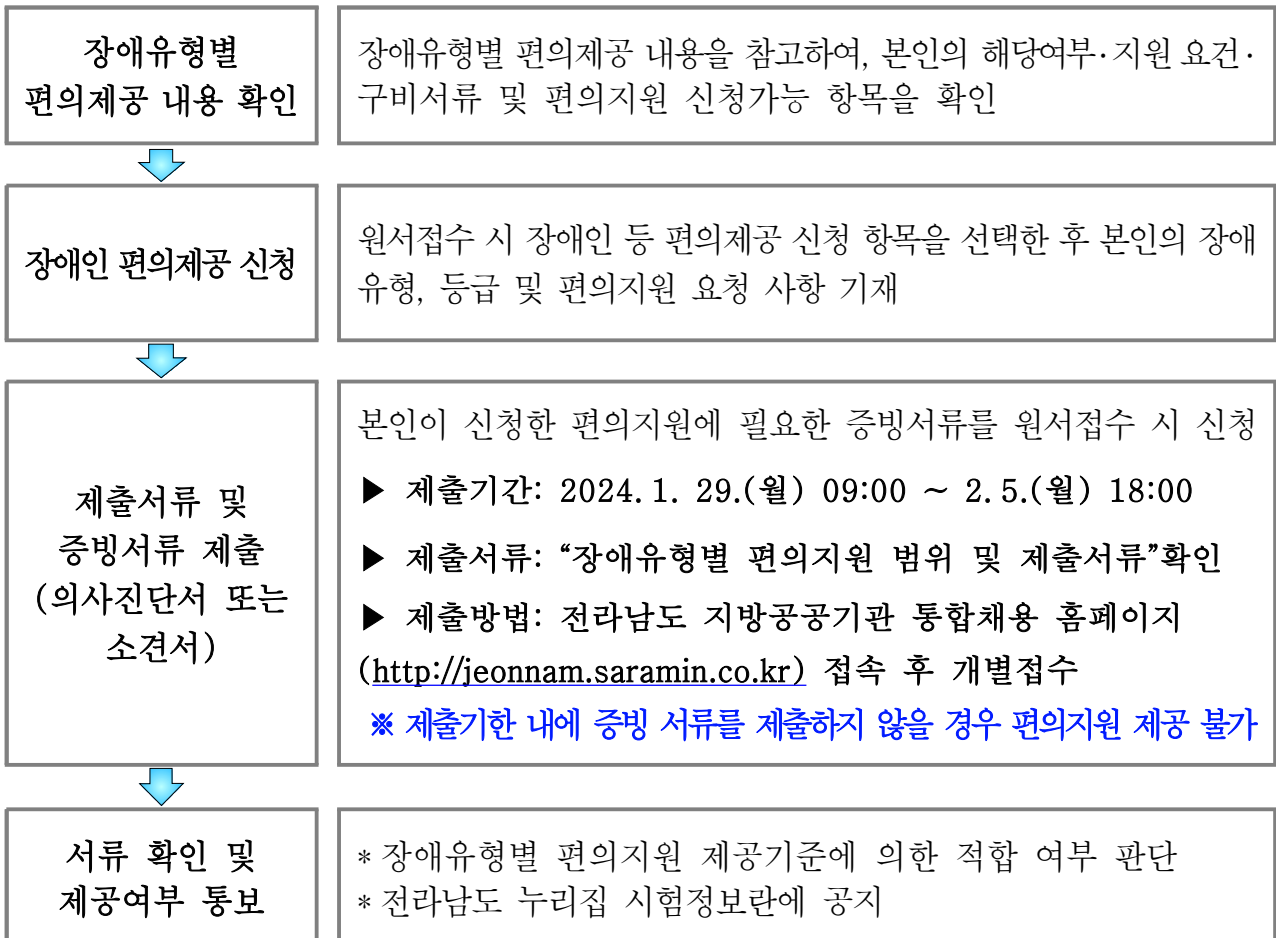 장애유형별
편의제공 내용 확인
장애유형별 편의제공 내용을 참고하여, 본인의 해당여부·지원 요건·
구비서류 및 편의지원 신청가능 항목을 확인
장애인 편의제공 신청
원서접수 시 장애인 등 편의제공 신청 항목을 선택한 후 본인의 장애
유형, 등급 및 편의지원 요청 사항 기재
제출서류 및
증빙서류 제출
(의사진단서 또는
소견서)
본인이 신청한 편의지원에 필요한 증빙서류를 원서접수 시 신청
▶ 제출기간: 2024. 1. 29.(월) 09:00 ~ 2. 5.(월) 18:00
▶ 제출서류: “장애유형별 편의지원 범위 및 제출서류”확인
▶ 제출방법: 전라남도 지방공공기관 통합채용 홈페이지
(http://jeonnam.saramin.co.kr) 접속 후 개별접수
※ 제출기한 내에 증빙 서류를 제출하지 않을 경우 편의지원 제공 불가
서류 확인 및
제공여부 통보
* 장애유형별 편의지원 제공기준에 의한 적합 여부 판단
* 전라남도 누리집 시험정보란에 공지